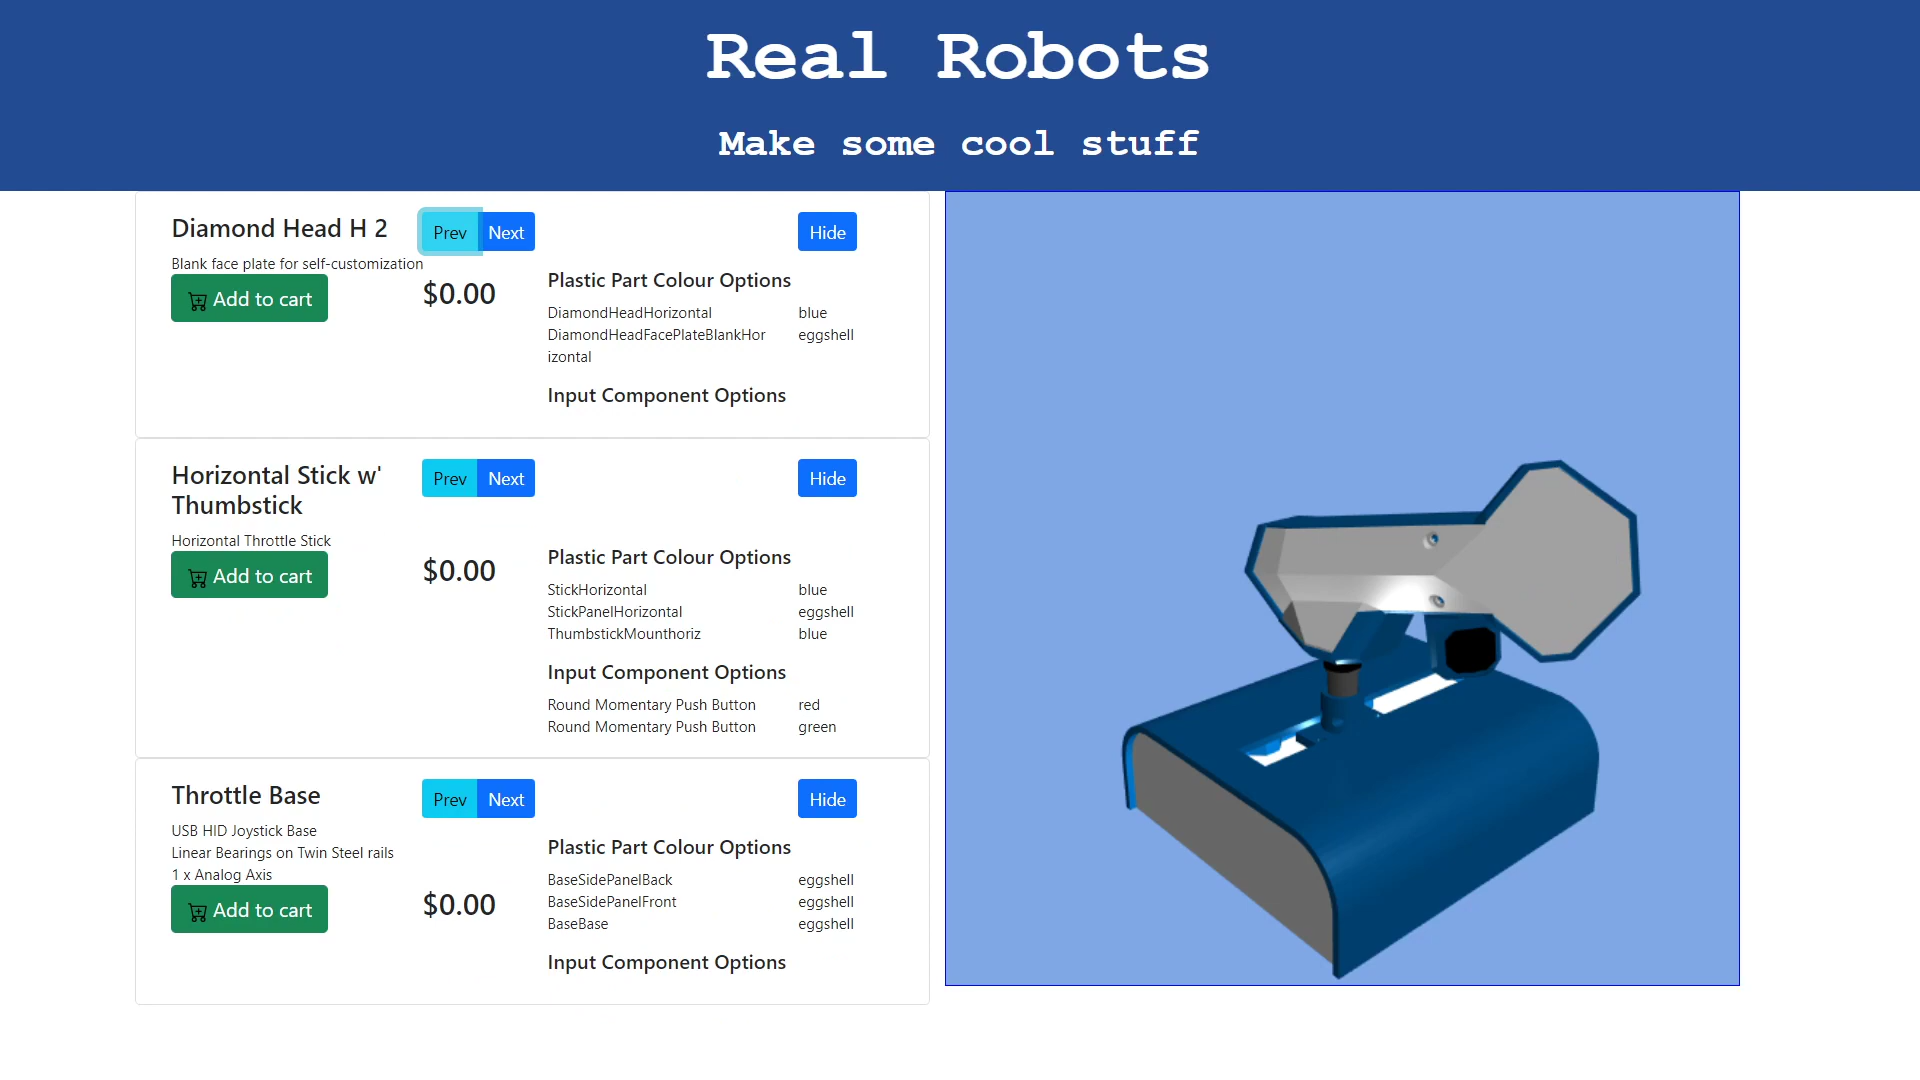 Real Robots
Make some cool stuff
Diamond Head H 2
Prev Next
Hide
Blank face plate for self-customization
Add to cart
$0.00
Plastic Part Colour Options
DiamondHeadHorizontal blue
DiamondHeadFacePlateBlankHor eggshell
izontal
Input Component Options
Horizontal Stick w'
Thumbstick
Prev Next
Hide
Horizontal Throttle Stick
Add to cart
$0.00
Plastic Part Colour Options
StickHorizontal blue
StickPanelHorizontal eggshell
ThumbstickMounthoriz blue
Input Component Options
Round Momentary Push Button red
Round Momentary Push Button green
Throttle Base
Prev Next
Hide
USB HID Joystick Base
Linear Bearings on Twin Steel rails
1 x Analog Axis
Add to cart
$0.00
Plastic Part Colour Options
BaseSidePanelBack eggshell
BaseSidePanelFront eggshell
BaseBase eggshell
Input Component Options